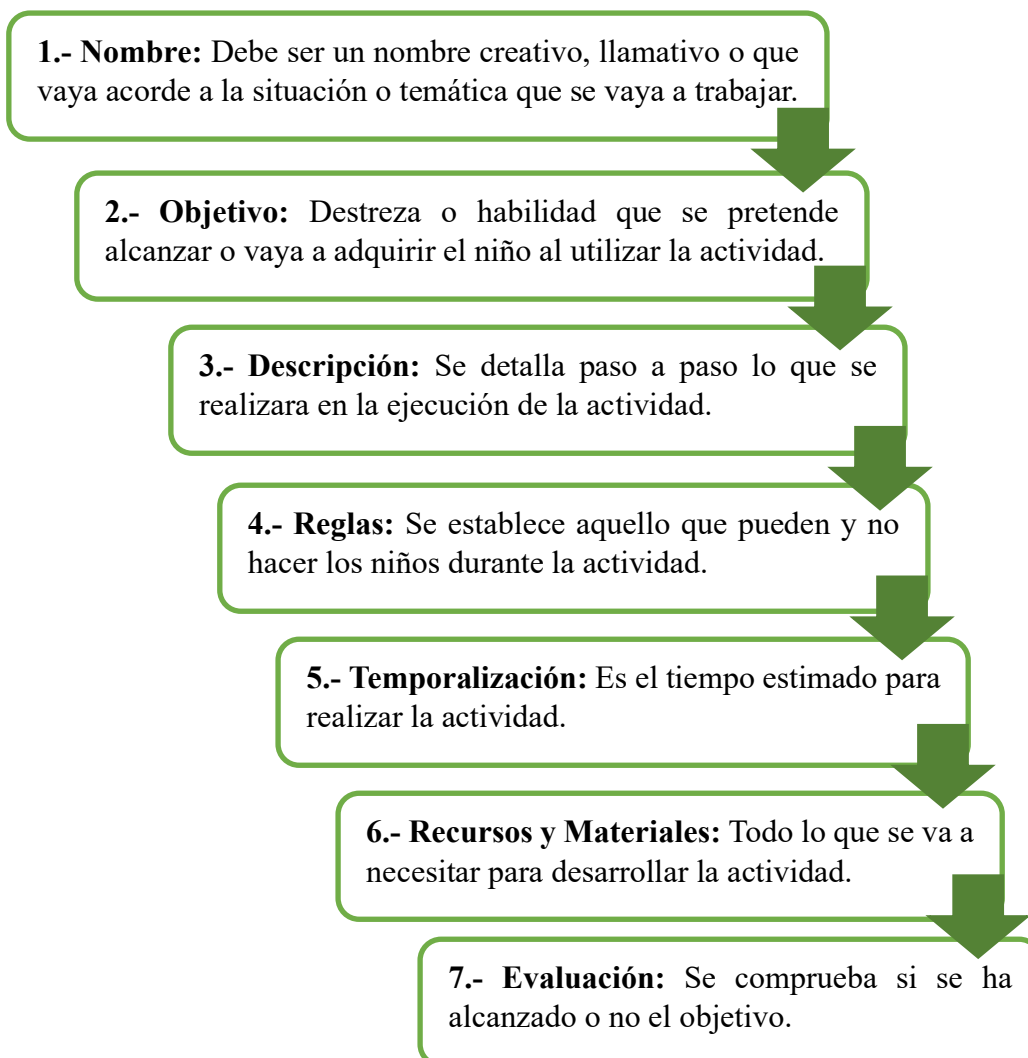 1.- Nombre: Debe ser un nombre creativo, llamativo o que
vaya acorde a la situación o temática que se vaya a trabajar.
2.- Objetivo: Destreza o habilidad que se pretende
alcanzar o vaya a adquirir el niño al utilizar la actividad.
3.- Descripción: Se detalla paso a paso lo que se
realizara en la ejecución de la actividad.
4.- Reglas: Se establece aquello que pueden y no
hacer los niños durante la actividad.
5.- Temporalización: Es el tiempo estimado para
realizar la actividad.
6.- Recursos y Materiales: Todo lo que se va a
necesitar para desarrollar la actividad.
7.- Evaluación: Se comprueba si se ha
alcanzado o no el objetivo.